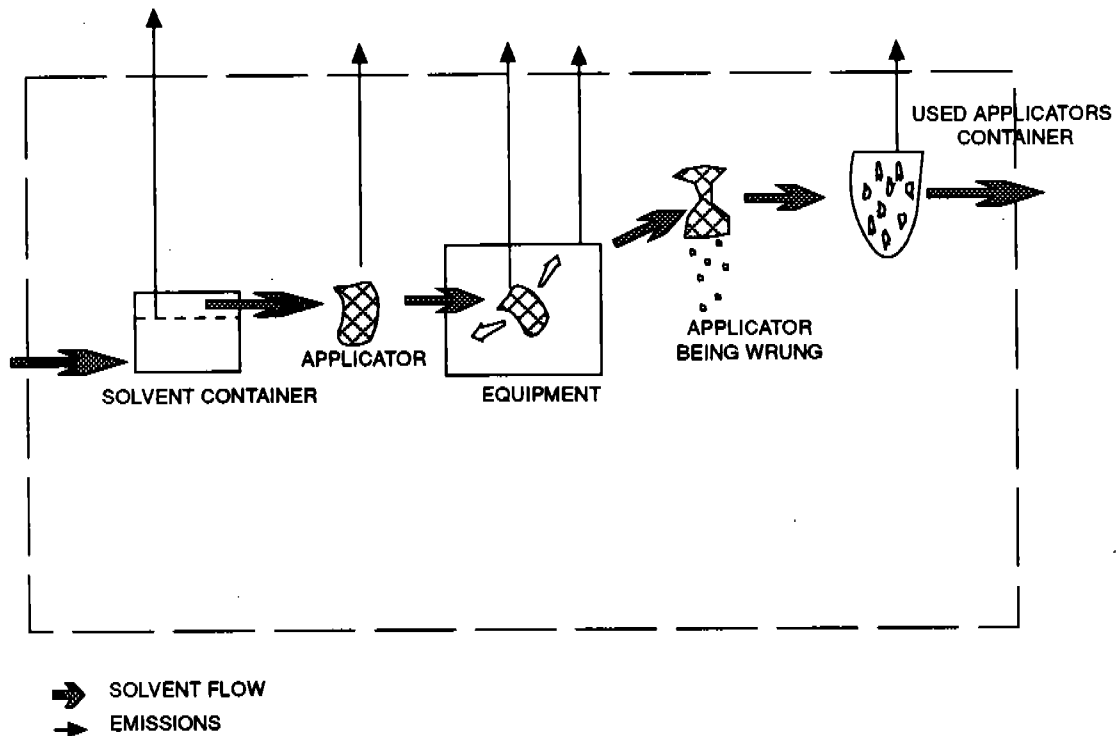 USED APPLICATORS
CONTAINER
APPLICATOR
APPLICATOR
BEING WRUNG
SOLVENT CONTAINER
EQUIPMENT
SOLVENT FLOW
EMISSIONS